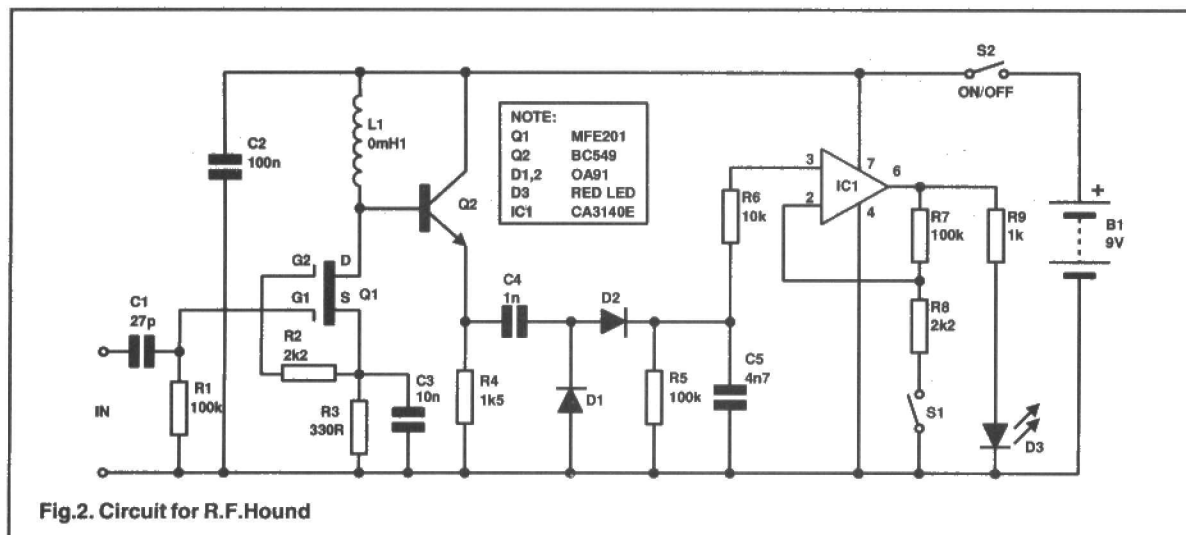 S2
ON/OFF
L1
0mH1
C2
100n
NOTE:
Q1 MFE201
Q2 BC549
D1,2 OA91
D3 RED LED
IC1 CA3140E
Q2
3
2
7
6
4
IC1
R6
10k
R7
100k
R9
1k
+
B1
9V
G2 D
G1 S Q1
C1
27p
C4
1n
D2
R8
2k2
R2
2k2
C3
10n
R4
1k5
D1
R5
100k
C5
4n7
S1
IN
R1
100k
R3
330R
D3
Fig.2. Circuit for R.F.Hound